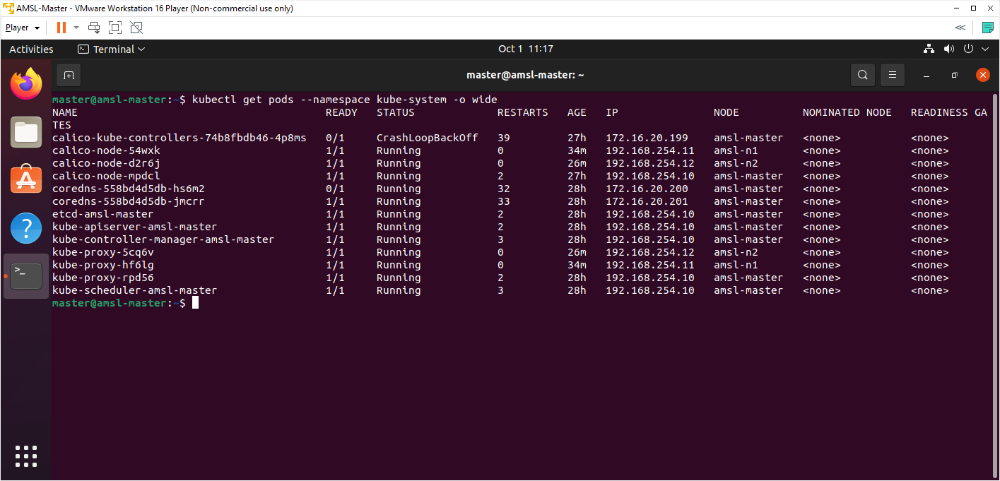 AMSL-Master - VMware Workstation 16 Player (Non-commercial use only)
Player
Activities Terminal Oct 1 11:17
master@amsl-master: ~
master@amsl-master:~$ kubectl get pods --namespace kube-system -o wide
NAME READY STATUS RESTARTS AGE IP NODE NOMINATED NODE READINESS GA
TES
calico-kube-controllers-74b8fbdb46-4p8ms 0/1 CrashLoopBackOff 39 27h 172.16.20.199 amsl-master <none> <none>
calico-node-54wxk 1/1 Running 0 34m 192.168.254.11 amsl-n1 <none> <none>
calico-node-d2r6j 1/1 Running 0 26m 192.168.254.12 amsl-n2 <none> <none>
calico-node-mpdcl 1/1 Running 2 27h 192.168.254.10 amsl-master <none> <none>
coredns-558bd4d5db-hs6m2 0/1 Running 32 28h 172.16.20.200 amsl-master <none> <none>
coredns-558bd4d5db-jmcrr 1/1 Running 33 28h 172.16.20.201 amsl-master <none> <none>
etcd-amsl-master 1/1 Running 2 28h 192.168.254.10 amsl-master <none> <none>
kube-apiserver-amsl-master 1/1 Running 2 28h 192.168.254.10 amsl-master <none> <none>
kube-controller-manager-amsl-master 1/1 Running 3 28h 192.168.254.10 amsl-master <none> <none>
kube-proxy-5cq6v 1/1 Running 0 26m 192.168.254.12 amsl-n2 <none> <none>
kube-proxy-hf6lg 1/1 Running 0 34m 192.168.254.11 amsl-n1 <none> <none>
kube-proxy-rpd56 1/1 Running 2 28h 192.168.254.10 amsl-master <none> <none>
kube-scheduler-amsl-master 1/1 Running 3 28h 192.168.254.10 amsl-master <none> <none>
master@amsl-master:~$